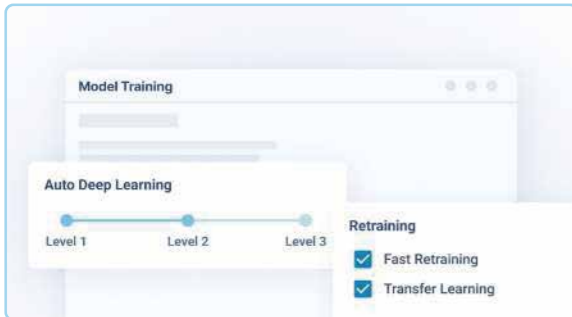 Model Training
Auto Deep Learning
Level 1 Level 2 Level 3
Retraining
Fast Retraining
Transfer Learning